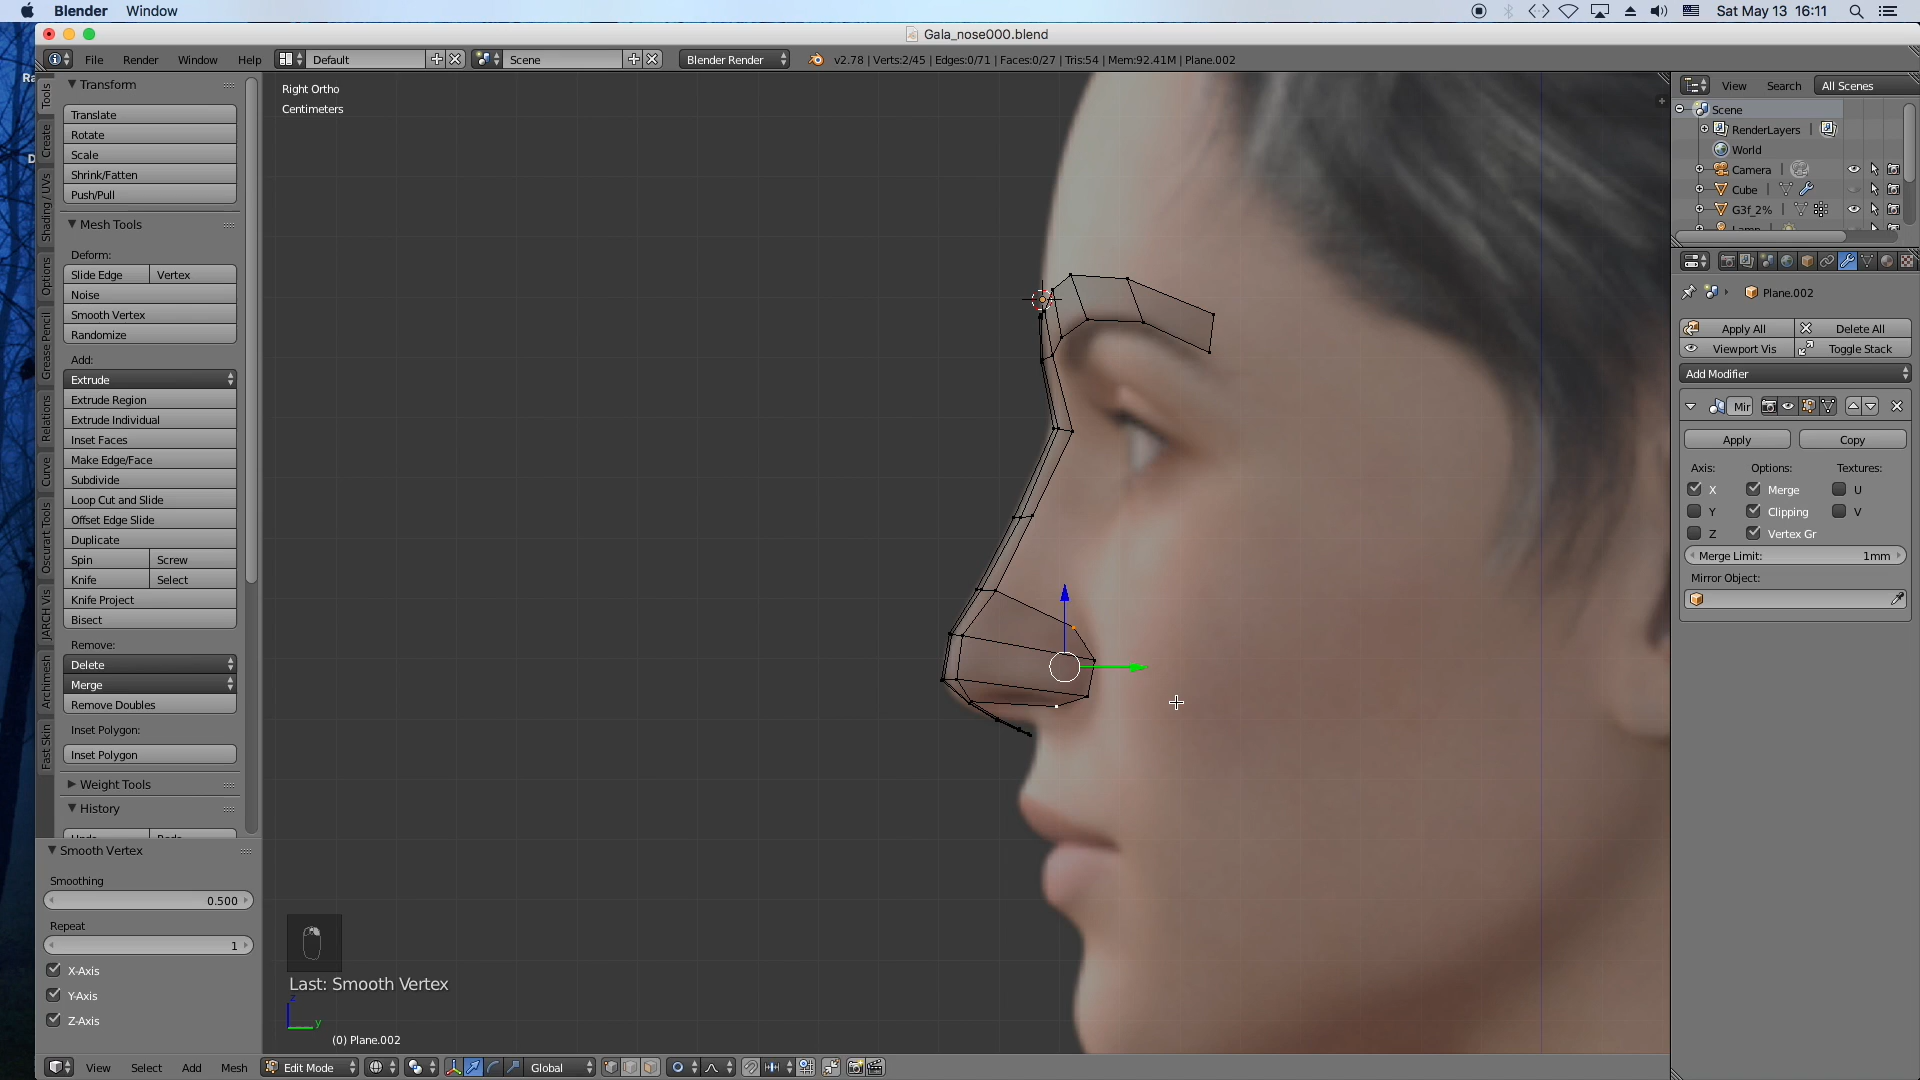 Blender Window Sat May 13 16:11
Gala_nose000.blend
File Render Window Help Default Scene Blender Render v2.78 | Verts:2/45 | Edges:0/71 | Faces:0/27 | Tris:54 | Mem:92.41M | Plane.002
Tools
Create
Shading / UVs
Options
Grease Pencil
Relations
Curve
Oscurart Tools
JARCH Vis
Archimesh
Fast Skin
Transform
Translate
Rotate
Scale
Shrink/Fatten
Push/Pull
Mesh Tools
Deform:
Slide Edge Vertex
Noise
Smooth Vertex
Randomize
Add:
Extrude
Extrude Region
Extrude Individual
Inset Faces
Make Edge/Face
Subdivide
Loop Cut and Slide
Offset Edge Slide
Duplicate
Spin Screw
Knife Select
Knife Project
Bisect
Remove:
Delete
Merge
Remove Doubles
Inset Polygon:
Inset Polygon
Weight Tools
History
Smooth Vertex
Smoothing
0.500
Repeat
1
X-Axis
Y-Axis
Z-Axis
Right Ortho
Centimeters
Last: Smooth Vertex
z
y
(0) Plane.002
View Select Add Mesh Edit Mode Global
View Search All Scenes
Scene
RenderLayers |
World
Camera |
Cube |
G3f_2% |
Plane.002
Apply All Delete All
Viewport Vis Toggle Stack
Add Modifier
Mir
Apply Copy
Axis: Options: Textures:
X Merge U
Y Clipping V
Z Vertex Gr
Merge Limit: 1mm
Mirror Object: